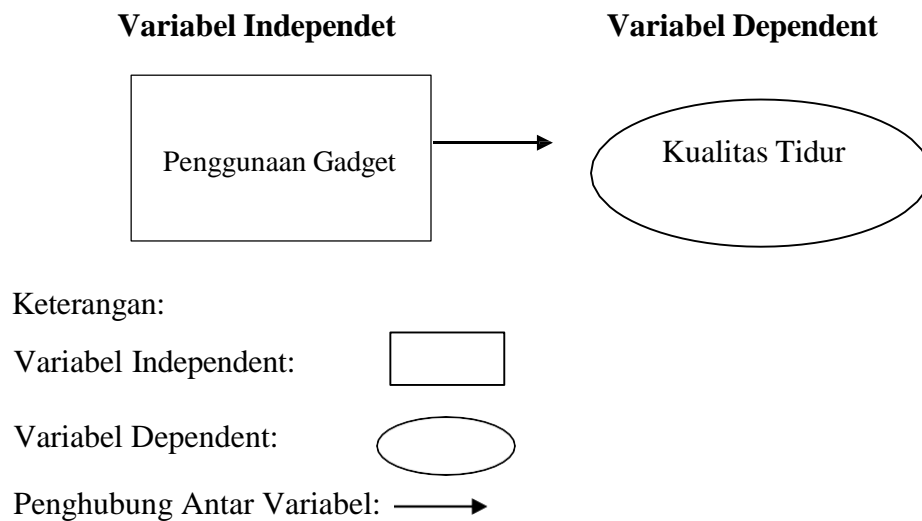 Variabel Independet
Variabel Dependent
Penggunaan Gadget
Kualitas Tidur
Keterangan:
Variabel Independent:
Variabel Dependent:
Penghubung Antar Variabel: